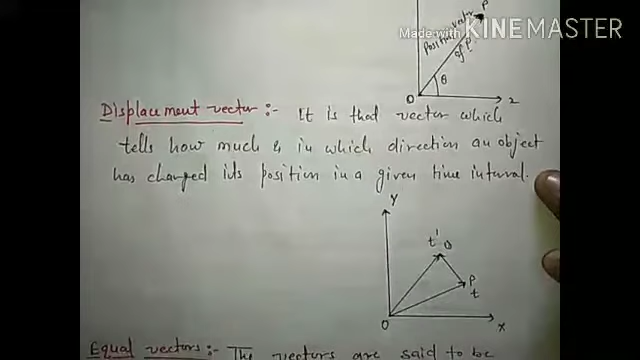 P
Made with KINEMASTER
Position vector
of P
θ
O
x
Displacement vector :- It is that vector which
tells how much & in which direction an object
has changed its position in a given time interval.
Y
t' Q
P
t
O
X
Equal vectors :- The vectors are said to be